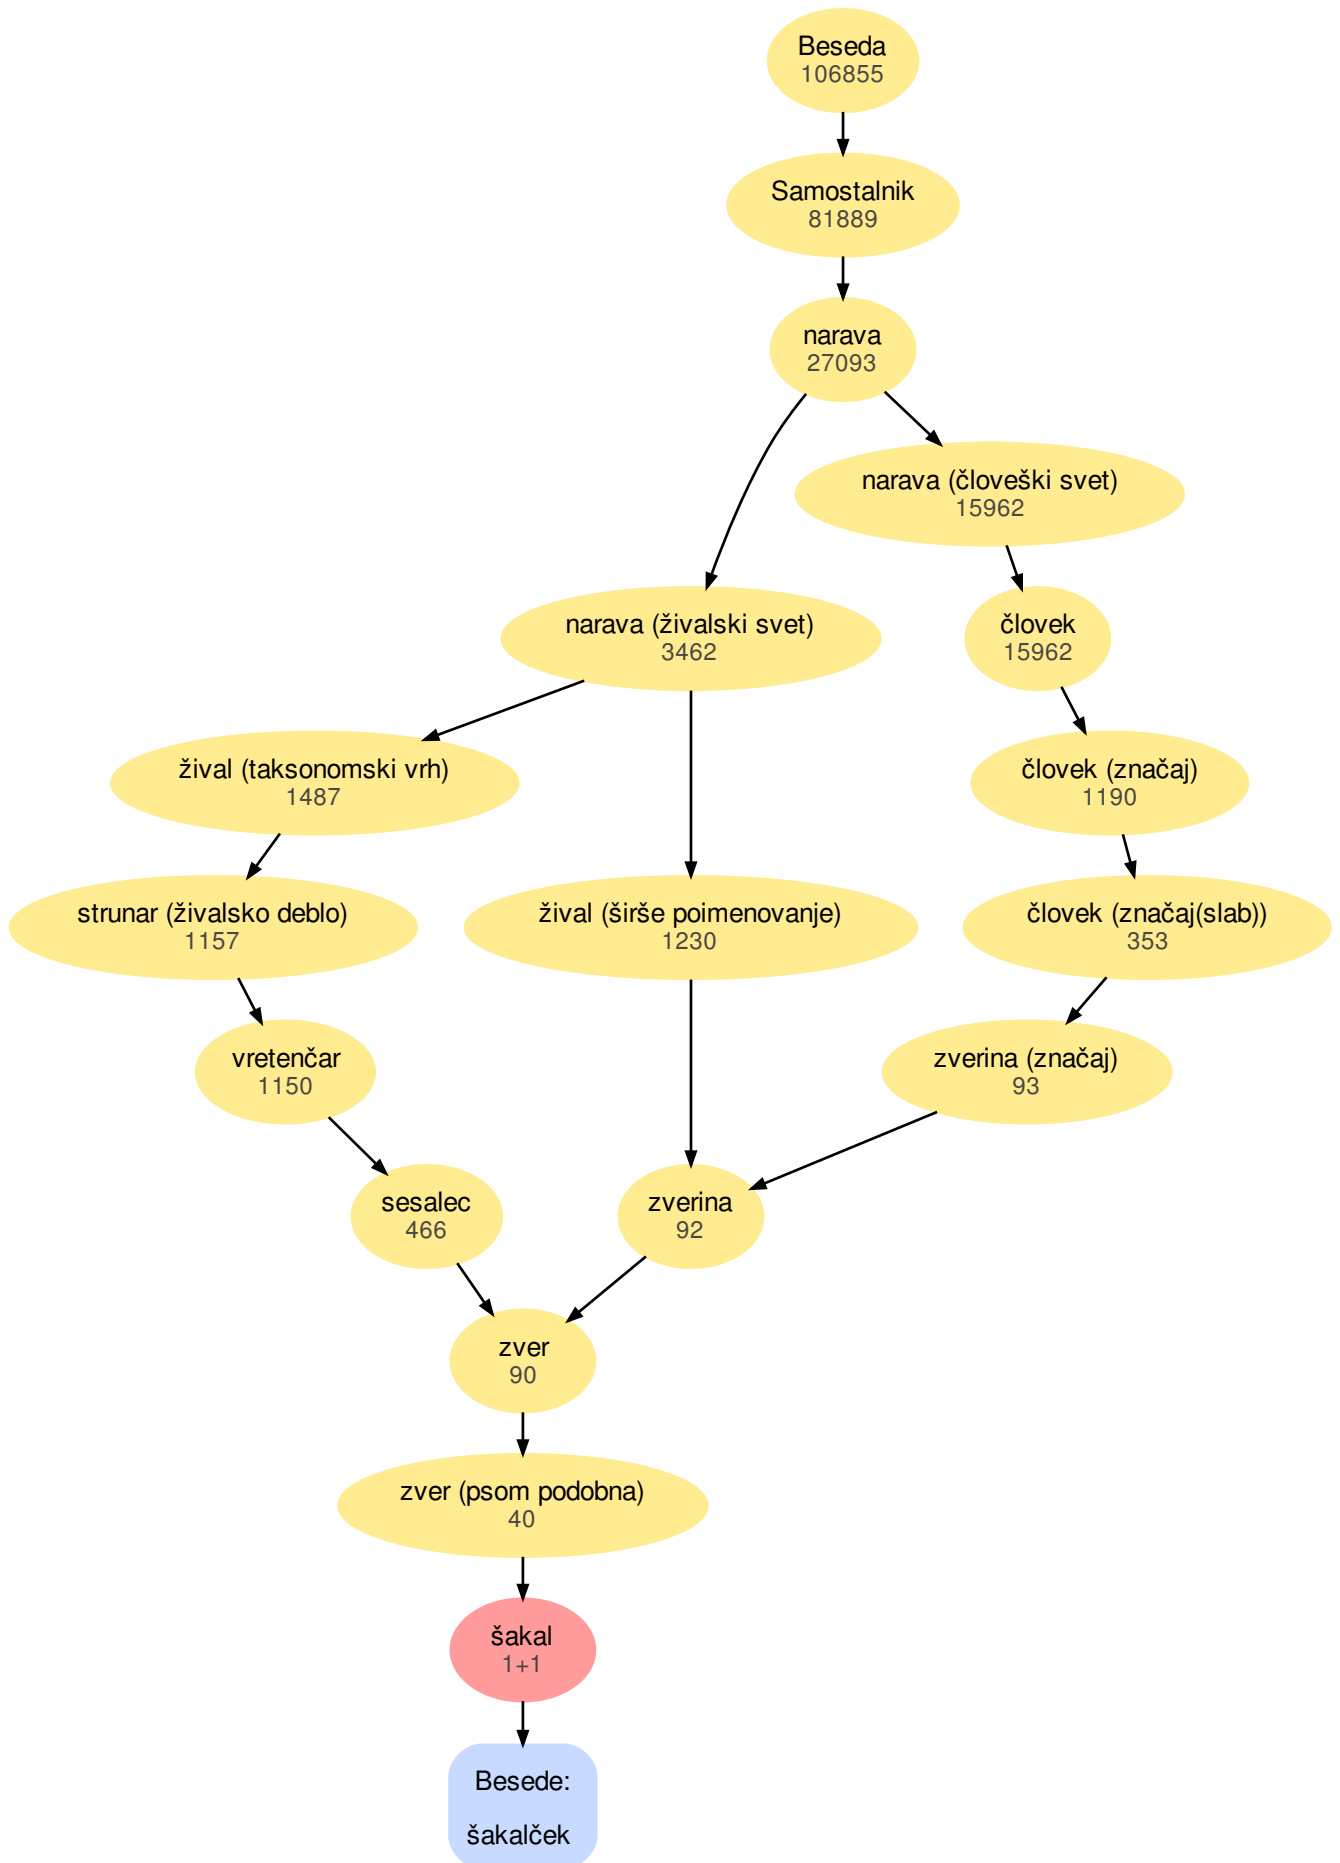 Beseda
106855
Samostalnik
81889
narava
27093
narava (človeški svet)
15962
narava (živalski svet)
3462
človek
15962
žival (taksonomski vrh)
1487
človek (značaj)
1190
strunar (živalsko deblo)
1157
žival (širše poimenovanje)
1230
človek (značaj(slab))
353
vretenčar
1150
zverina (značaj)
93
sesalec
466
zverina
92
zver
90
zver (psom podobna)
40
šakal
1+1
Besede:
šakalček